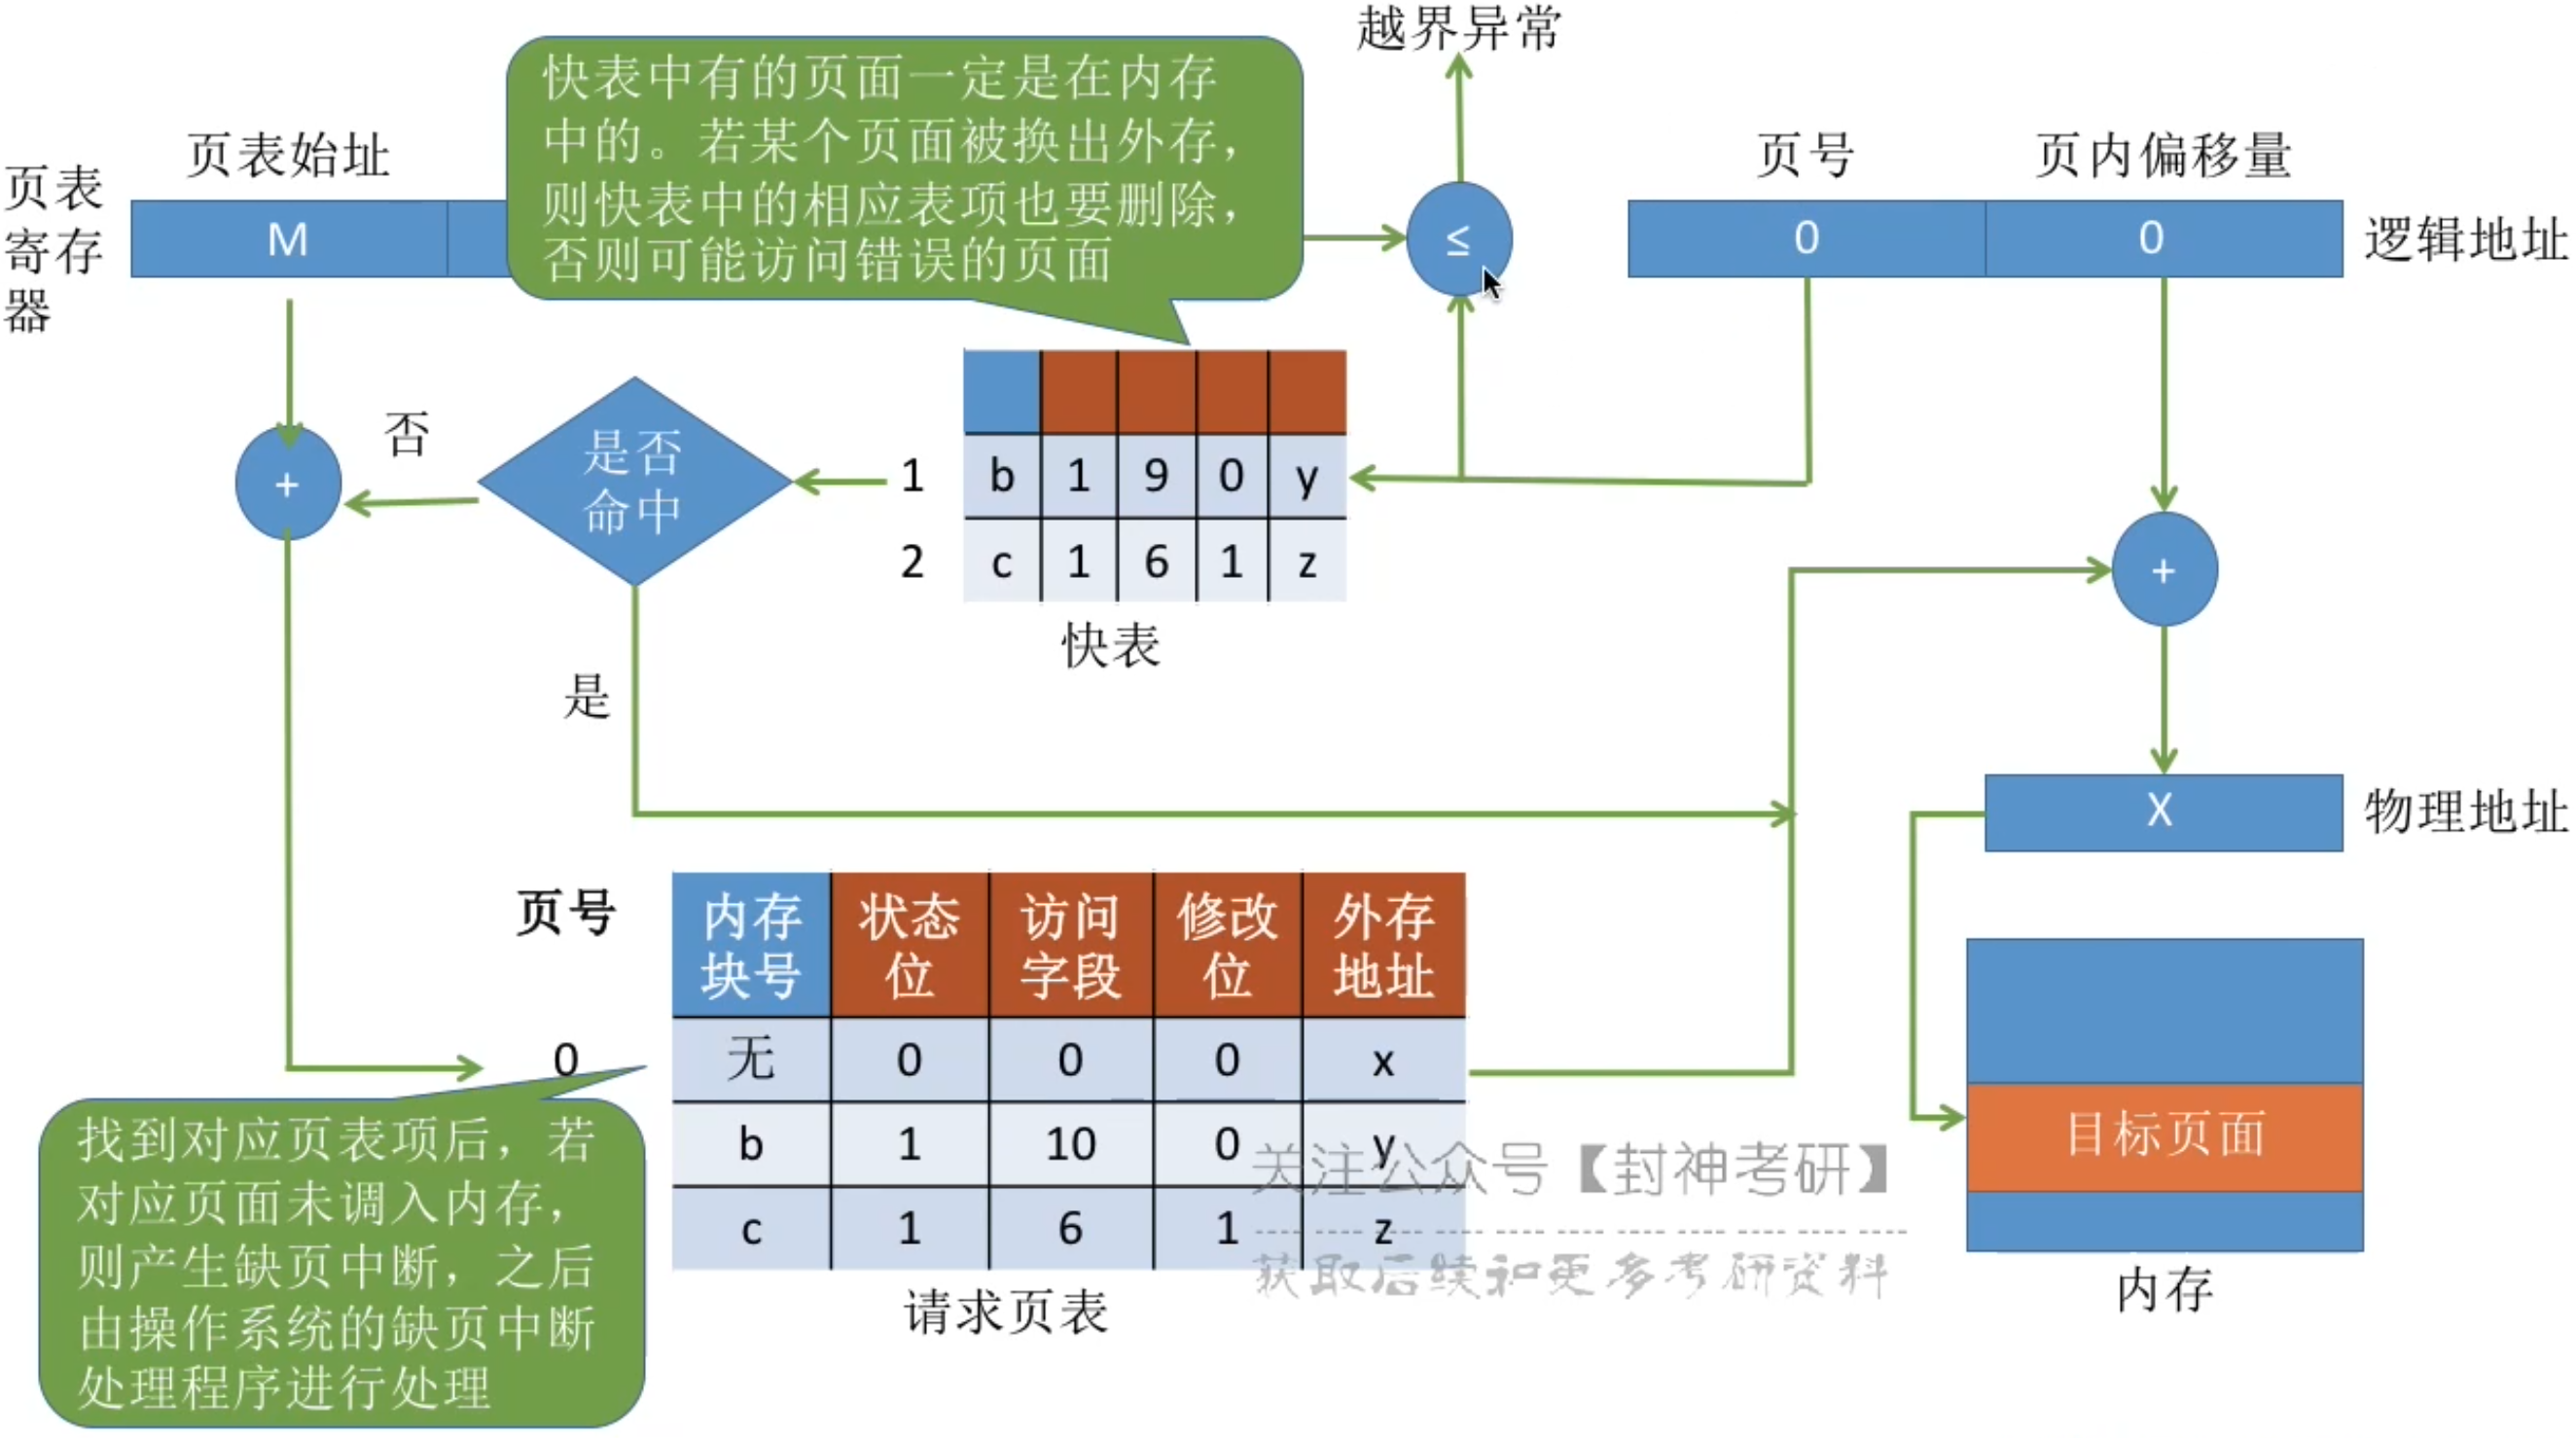 越界异常
快表中有的页面一定是在内存
中的。若某个页面被换出外存，
则快表中的相应表项也要删除，
否则可能访问错误的页面
页表始址
页表
寄存
器
M
≤
页号
页内偏移量
0
0
逻辑地址
+
否
是否
命中
1
b
1
9
0
y
2
c
1
6
1
z
快表
是
+
X
物理地址
页号
内存
块号
状态
位
访问
字段
修改
位
外存
地址
0
无
0
0
0
x
b
1
10
0
y
c
1
6
1
z
请求页表
找到对应页表项后，若
对应页面未调入内存，
则产生缺页中断，之后
由操作系统的缺页中断
处理程序进行处理
目标页面
内存
关注公众号【封神考研】
获取后续和更多考研资料